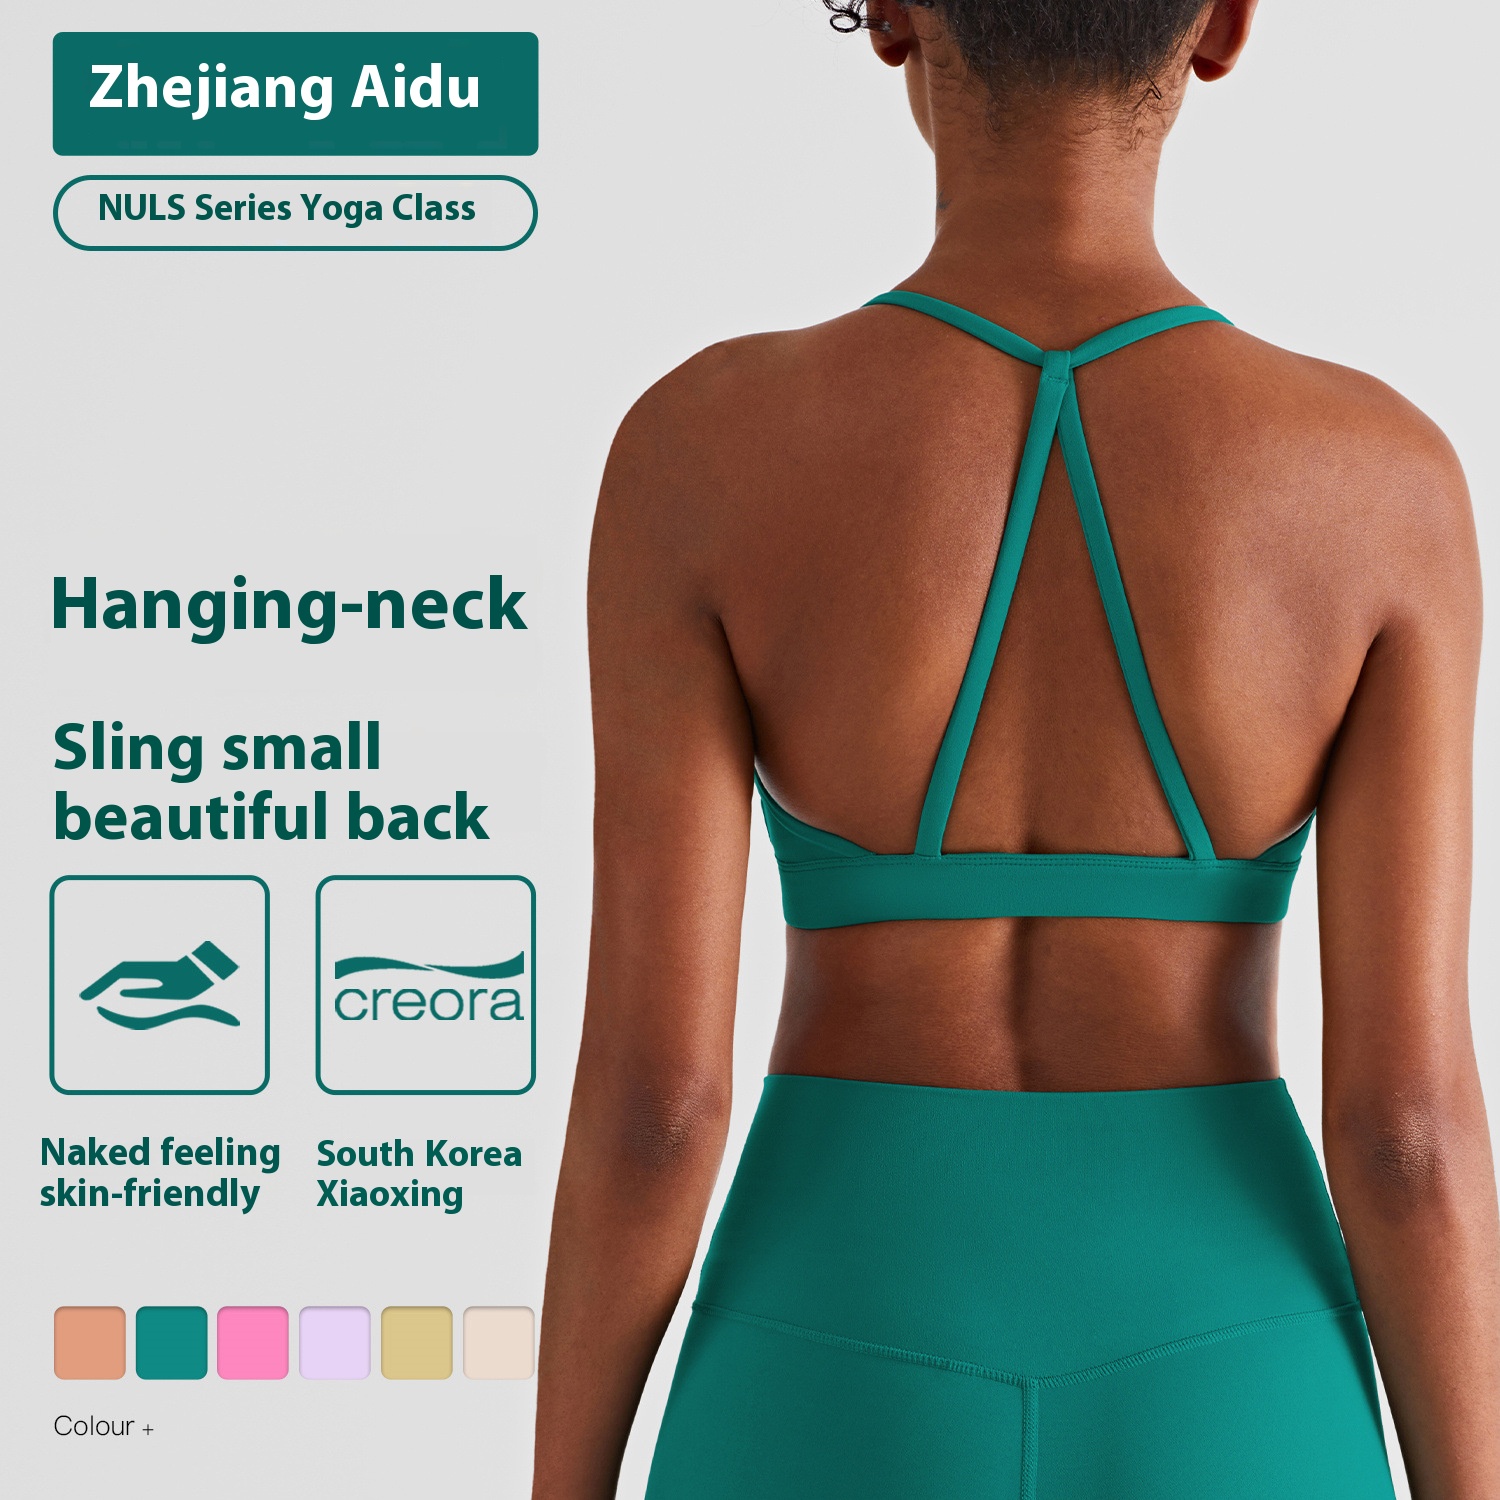 Zhejiang Aidu
NULS Series Yoga Class
Hanging-neck
Sling small
beautiful back
creora
Naked feeling
skin-friendly
South Korea
Xiaoxing
Colour +